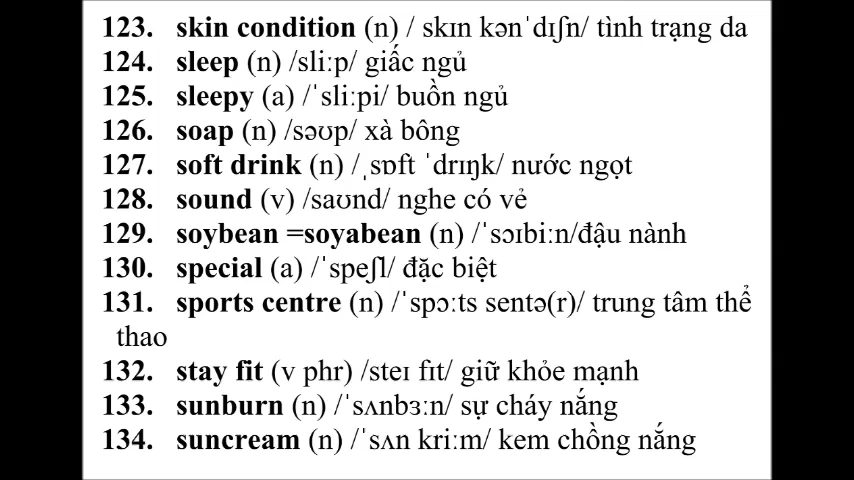 123. skin condition (n) / skɪn kənˈdɪʃn/ tình trạng da
124. sleep (n) /sliːp/ giấc ngủ
125. sleepy (a) /ˈsliːpi/ buồn ngủ
126. soap (n) /səʊp/ xà bông
127. soft drink (n) /ˌsɒft ˈdrɪŋk/ nước ngọt
128. sound (v) /saʊnd/ nghe có vẻ
129. soybean =soyabean (n) /ˈsɔɪbiːn/đậu nành
130. special (a) /ˈspeʃl/ đặc biệt
131. sports centre (n) /ˈspɔːts sentə(r)/ trung tâm thể
thao
132. stay fit (v phr) /steɪ fɪt/ giữ khỏe mạnh
133. sunburn (n) /ˈsʌnbɜːn/ sự cháy nắng
134. suncream (n) /ˈsʌn kriːm/ kem chồng nắng